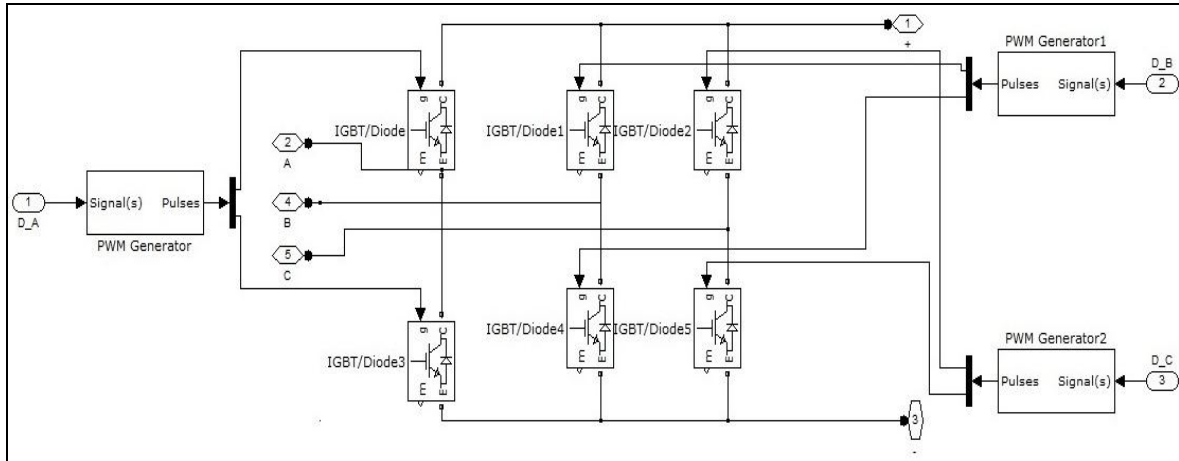 1
+
PWM Generator1
D_B
Pulses
Signal(s)
2
g
C
IGBT/Diode
E
E
g
C
IGBT/Diode1
E
E
g
C
IGBT/Diode2
E
E
2
A
1
D_A
Signal(s)
Pulses
PWM Generator
4
B
5
C
g
C
IGBT/Diode3
E
E
g
C
IGBT/Diode4
E
E
g
C
IGBT/Diode5
E
E
PWM Generator2
D_C
Pulses
Signal(s)
3
3
-